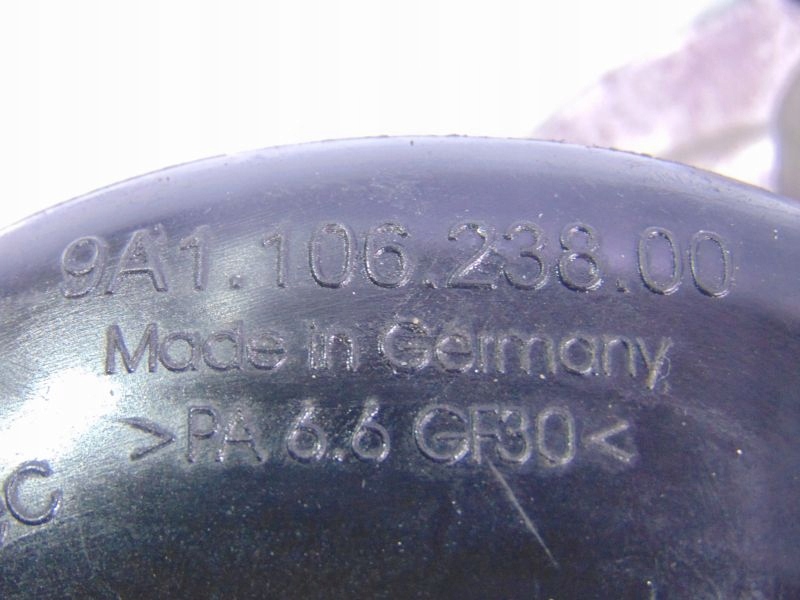 9A1.106.238.00
Made in Germany
>PA 6.6 GF30<
C